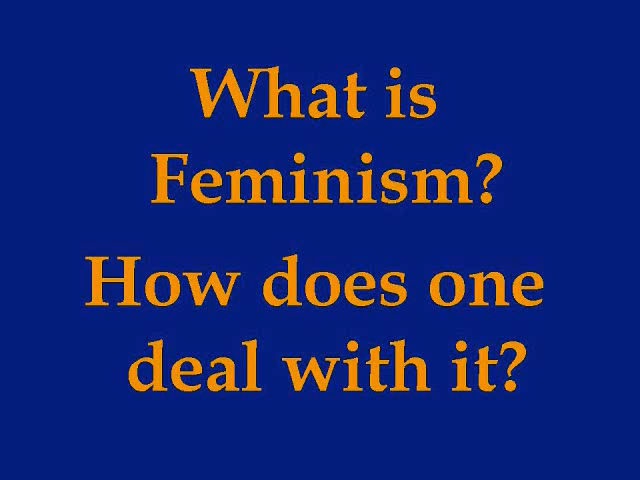 What is
Feminism?
How does one
deal with it?